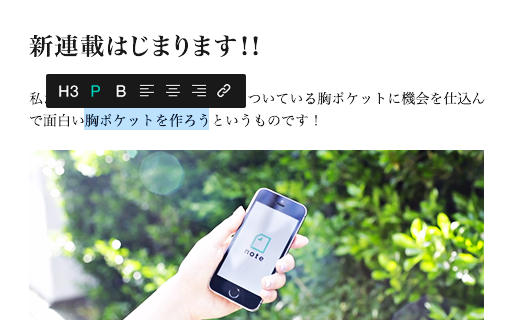 新連載はじまります!!
H3 P B
私 ついている胸ポケットに機会を仕込ん
で面白い胸ポケットを作ろうというものです！
note